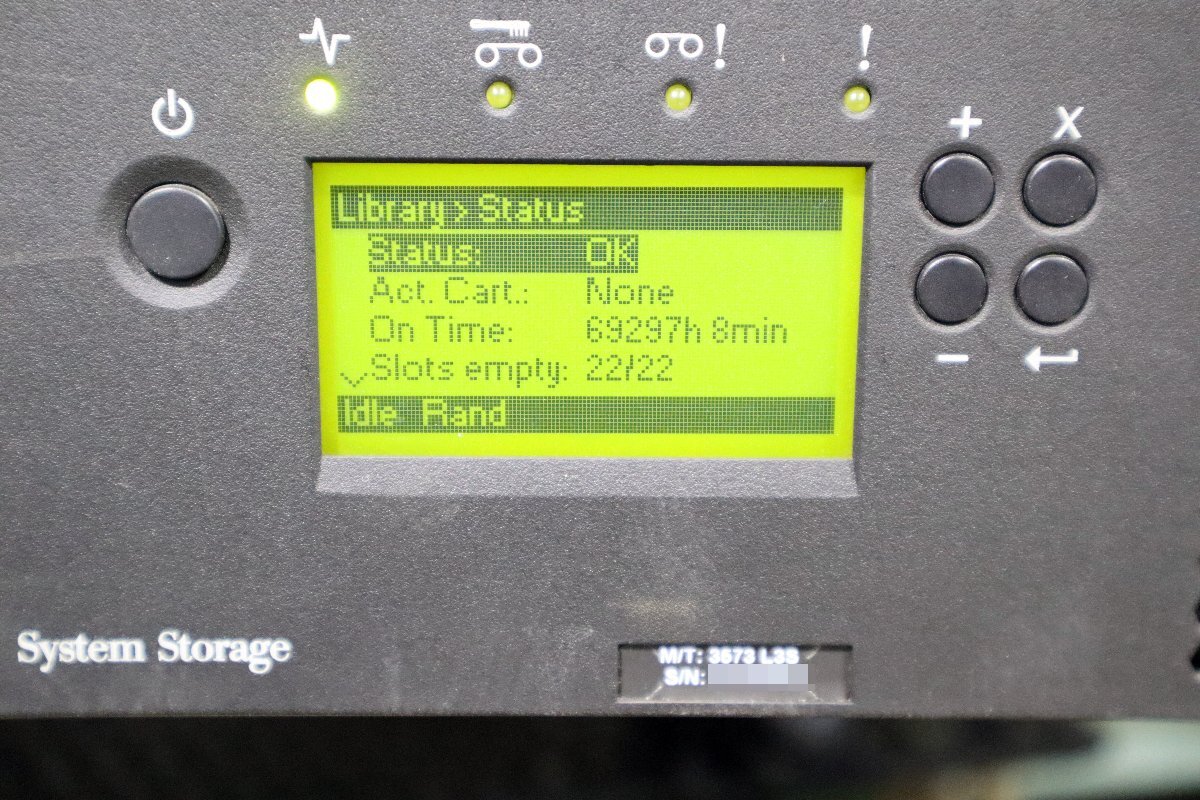 + X
Library > Status
Status: OK
Act. Cart.: None
On Time: 69297h 8min
Slots empty: 22/22
Idle Rand
−
System Storage
M/T: 3573 L3S
S/N: